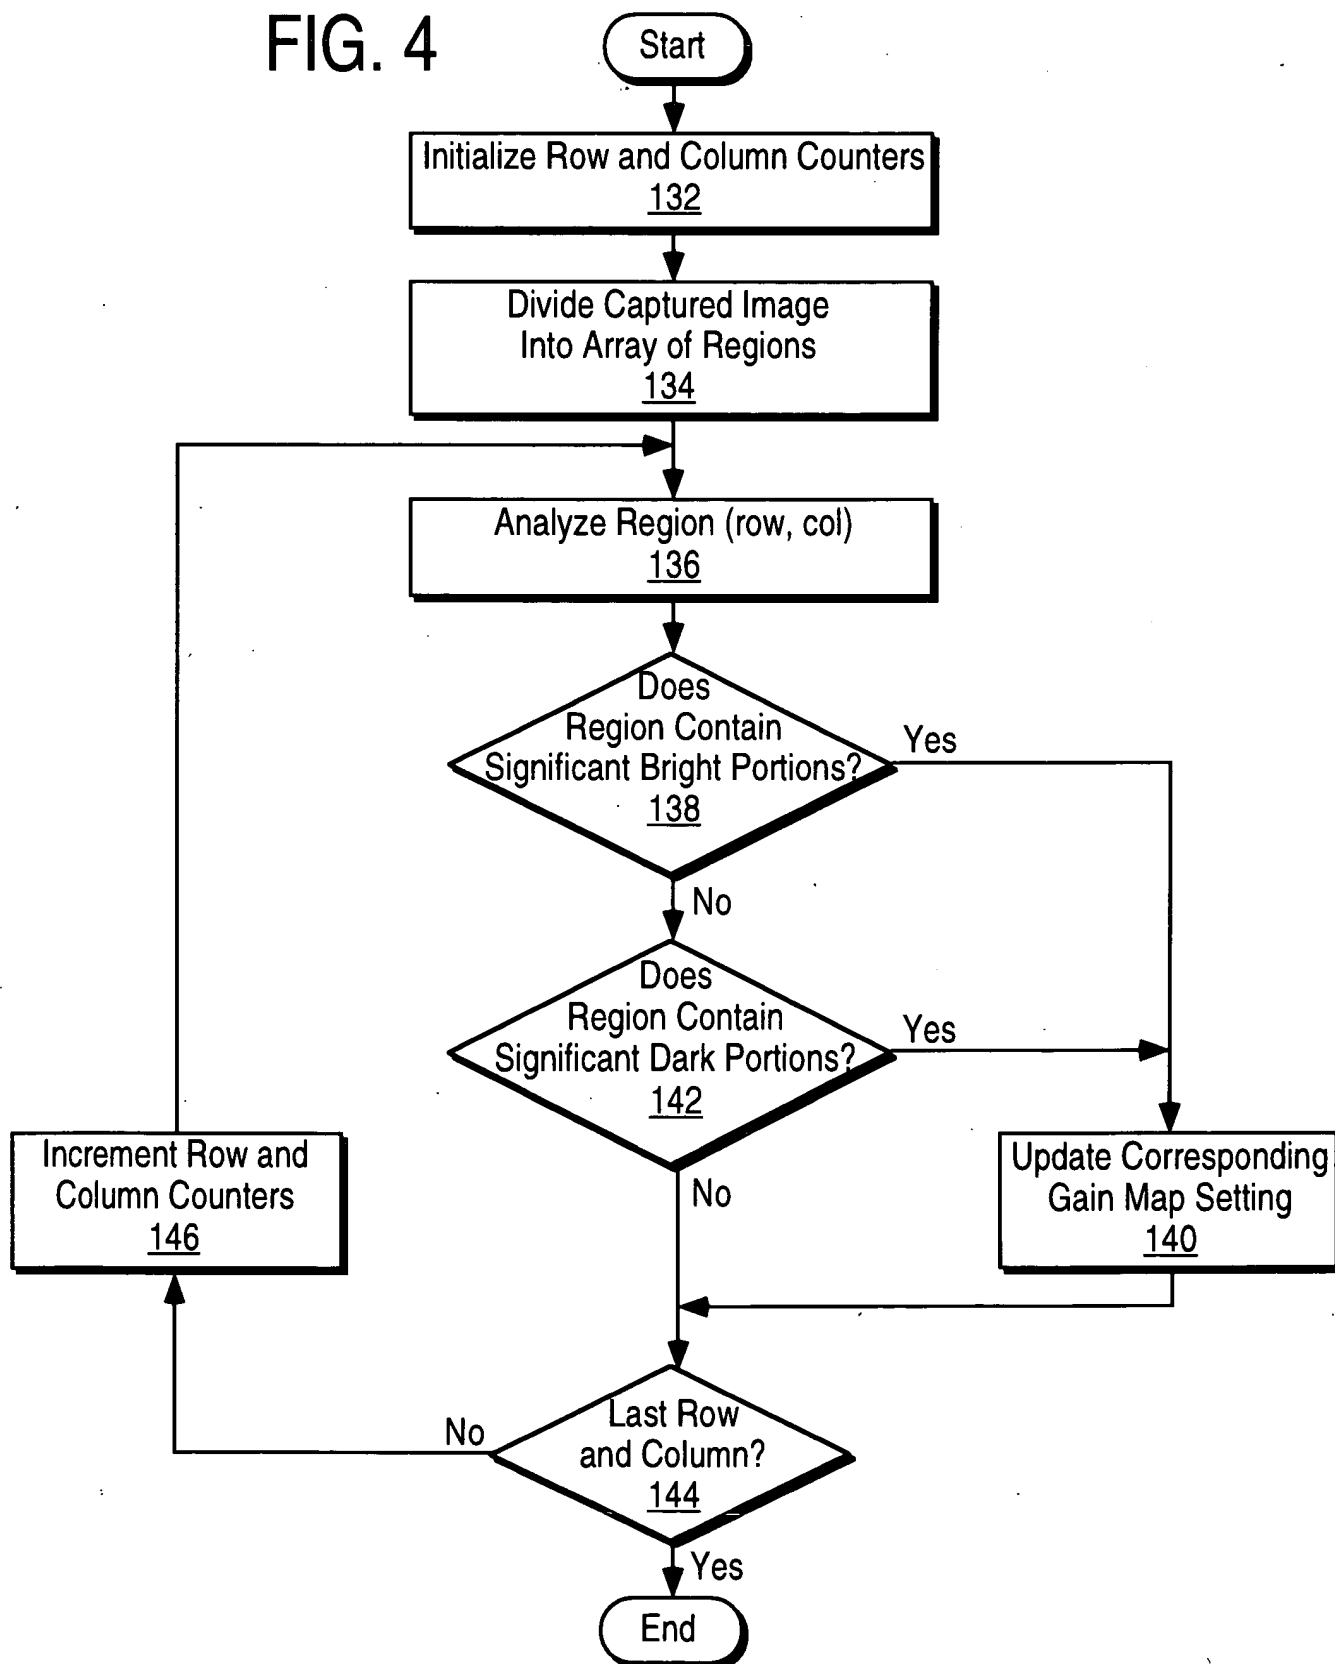 FIG. 4
Start
Initialize Row and Column Counters
132
Divide Captured Image
Into Array of Regions
134
Analyze Region (row, col)
136
Does
Region Contain
Significant Bright Portions?
138
Yes
No
Does
Region Contain
Significant Dark Portions?
142
Yes
No
Increment Row and
Column Counters
146
Update Corresponding
Gain Map Setting
140
Last Row
and Column?
144
No
Yes
End